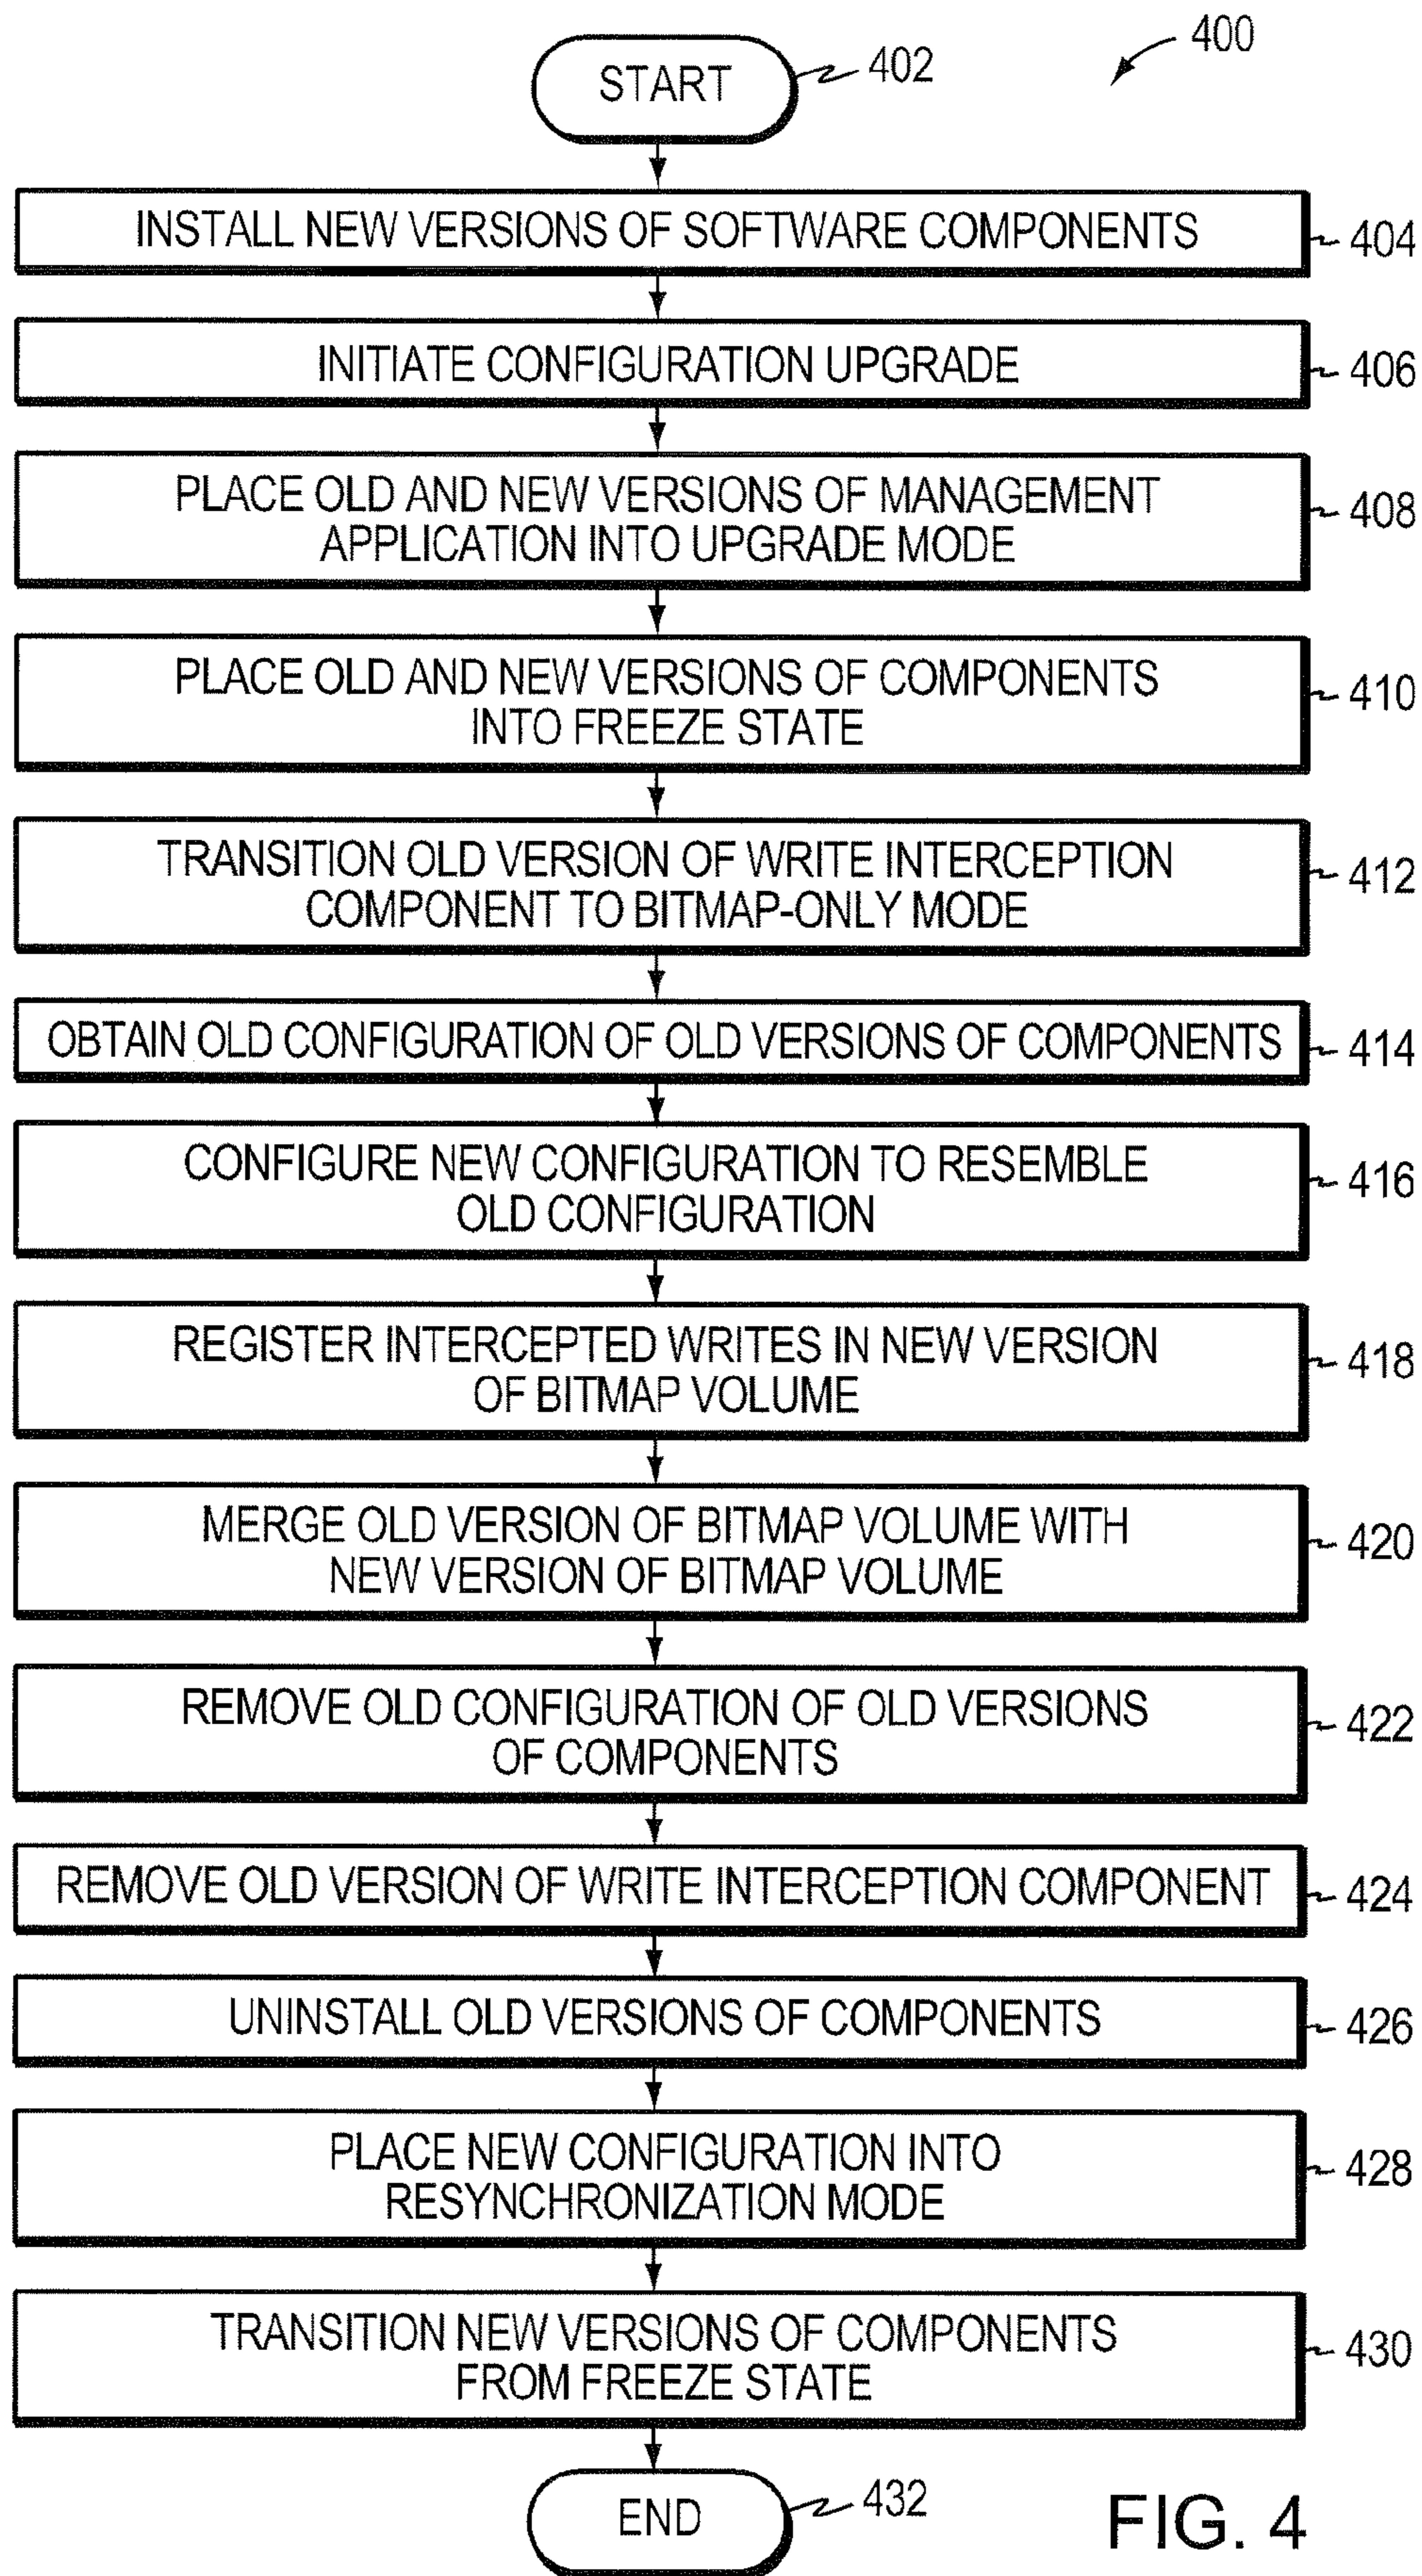 400
START
402
INSTALL NEW VERSIONS OF SOFTWARE COMPONENTS
404
INITIATE CONFIGURATION UPGRADE
406
PLACE OLD AND NEW VERSIONS OF MANAGEMENT
APPLICATION INTO UPGRADE MODE
408
PLACE OLD AND NEW VERSIONS OF COMPONENTS
INTO FREEZE STATE
410
TRANSITION OLD VERSION OF WRITE INTERCEPTION
COMPONENT TO BITMAP-ONLY MODE
412
OBTAIN OLD CONFIGURATION OF OLD VERSIONS OF COMPONENTS
414
CONFIGURE NEW CONFIGURATION TO RESEMBLE
OLD CONFIGURATION
416
REGISTER INTERCEPTED WRITES IN NEW VERSION
OF BITMAP VOLUME
418
MERGE OLD VERSION OF BITMAP VOLUME WITH
NEW VERSION OF BITMAP VOLUME
420
REMOVE OLD CONFIGURATION OF OLD VERSIONS
OF COMPONENTS
422
REMOVE OLD VERSION OF WRITE INTERCEPTION COMPONENT
424
UNINSTALL OLD VERSIONS OF COMPONENTS
426
PLACE NEW CONFIGURATION INTO
RESYNCHRONIZATION MODE
428
TRANSITION NEW VERSIONS OF COMPONENTS
FROM FREEZE STATE
430
END
432
FIG. 4